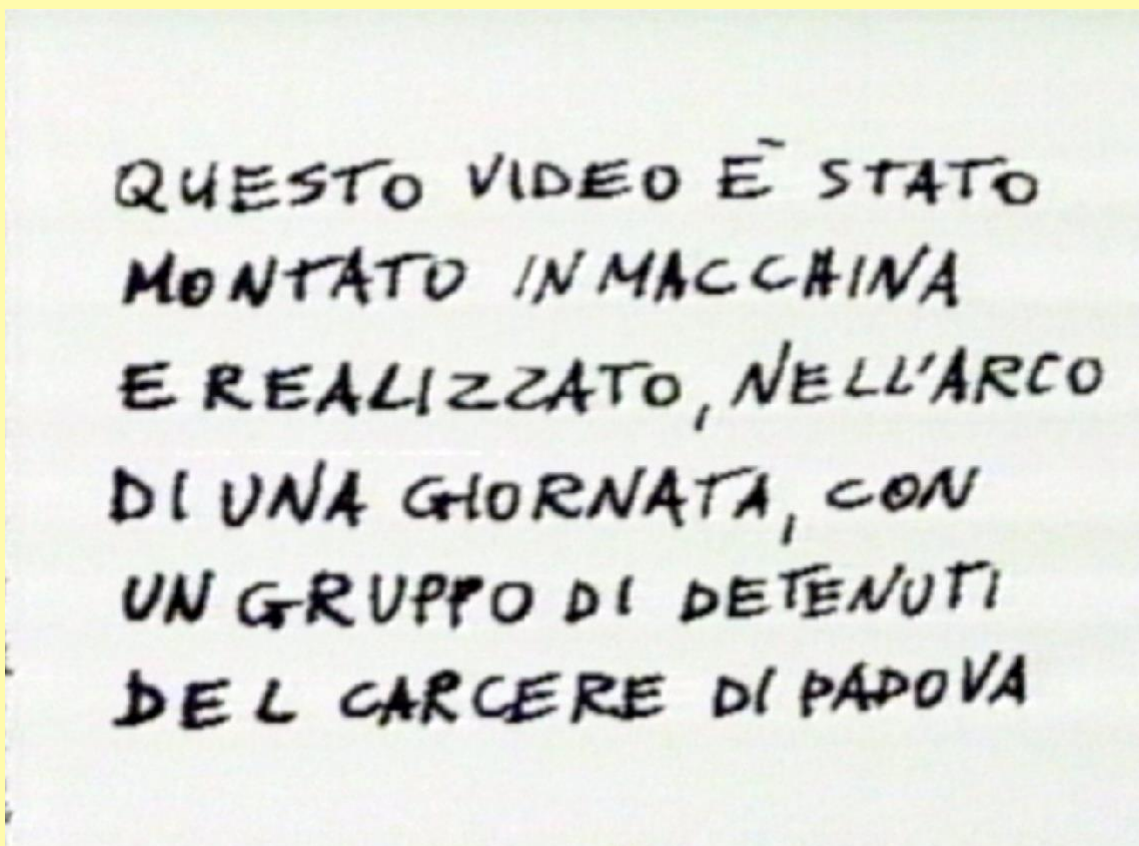 QUESTO VIDEO È STATO
MONTATO IN MACCHINA
E REALIZZATO, NELL'ARCO
DI UNA GIORNATA, CON
UN GRUPPO DI DETENUTI
DEL CARCERE DI PADOVA